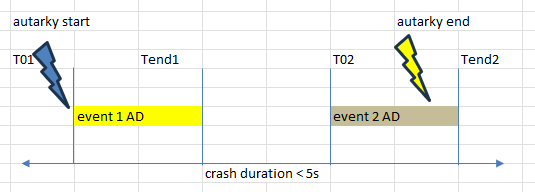 autarky start
autarky end
T01
Tend1
T02
Tend2
event 1 AD
event 2 AD
crash duration < 5s